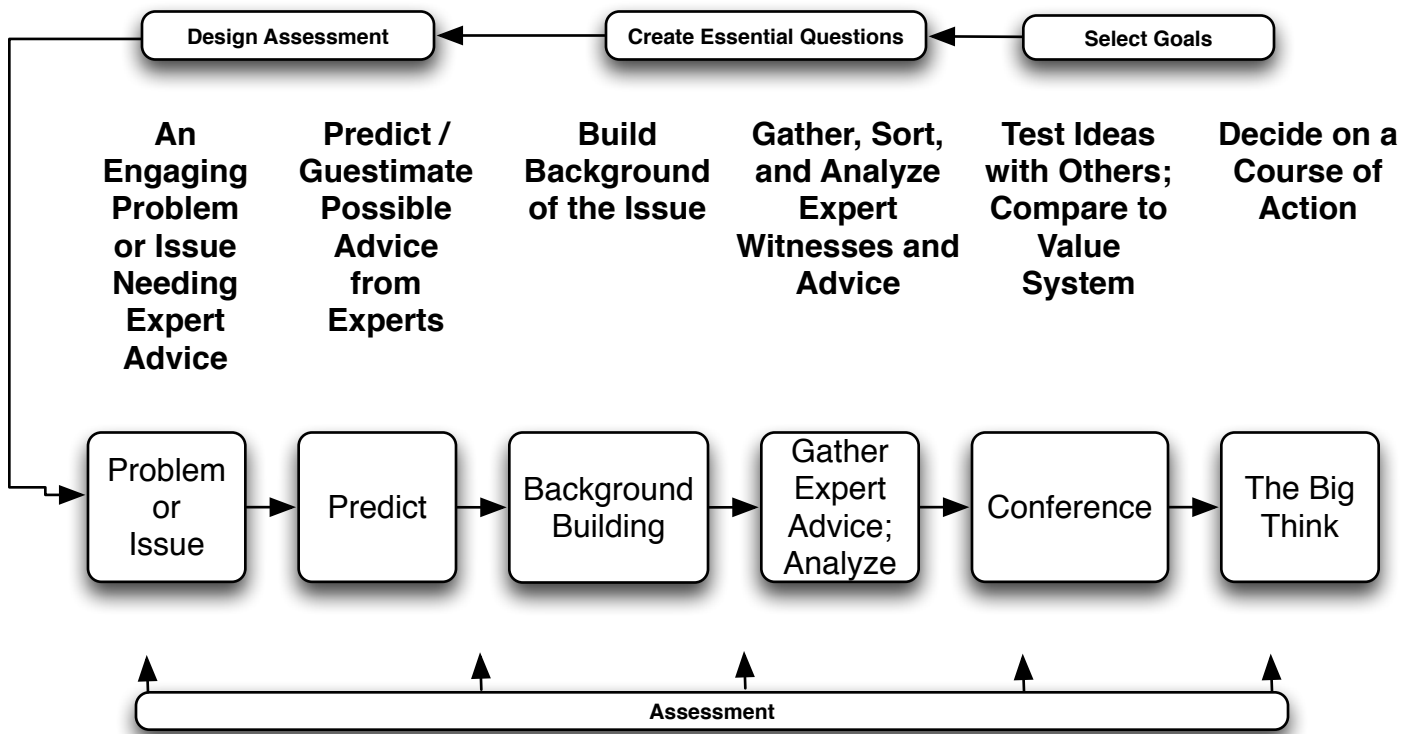 Design Assessment
Create Essential Questions
Select Goals
An
Engaging
Problem
or Issue
Needing
Expert
Advice
Predict /
Guestimate
Possible
Advice
from
Experts
Build
Background
of the Issue
Gather, Sort,
and Analyze
Expert
Witnesses and
Advice
Test Ideas
with Others;
Compare to
Value
System
Decide on a
Course of
Action
Problem
or
Issue
Predict
Background
Building
Gather
Expert
Advice;
Analyze
Conference
The Big
Think
Assessment